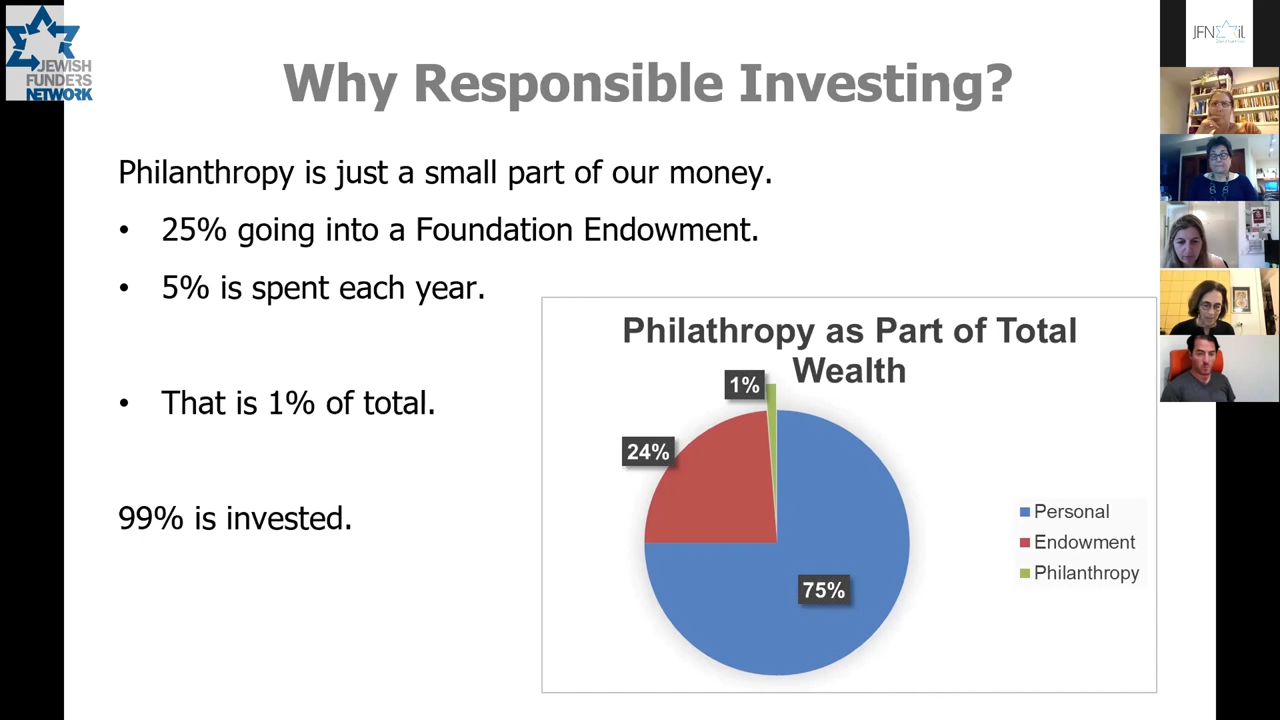 JEWISH
FUNDERS
NETWORK
Why Responsible Investing?
Philanthropy is just a small part of our money.
• 25% going into a Foundation Endowment.
• 5% is spent each year.
• That is 1% of total.
99% is invested.
Philathropy as Part of Total
Wealth
1%
24%
75%
Personal
Endowment
Philanthropy
JFN